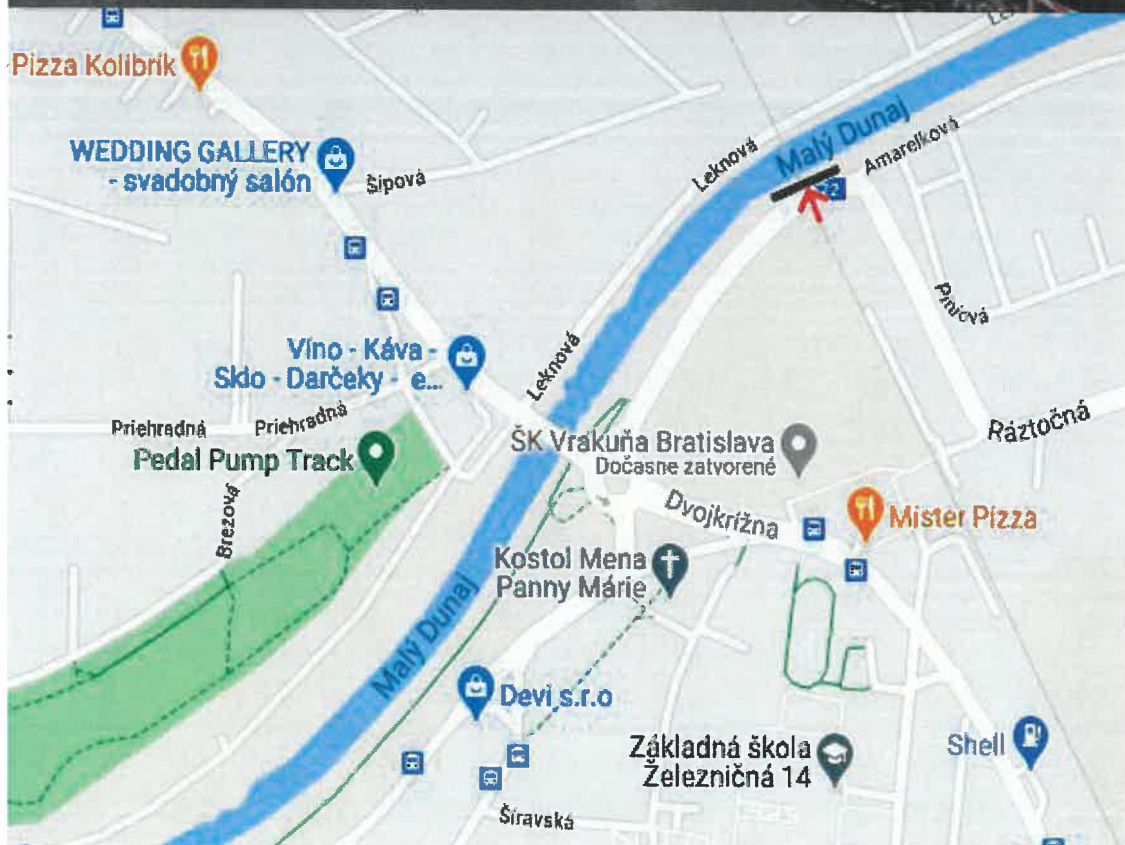 Pizza Kolibrik
WEDDING GALLERY
- svadobný salón
Šípová
Leknová
Malý Dunaj
Amarelková
Píniová
Víno - Káva -
Sklo - Darčeky - e...
Leknová
Priehradná
Priehradná
Pedal Pump Track
Ráztočná
ŠK Vrakuňa Bratislava
Dočasne zatvorené
Brezová
Dvojkrížna
Mister Pizza
Kostol Mena
Panny Márie
Malý Dunaj
Devi s.r.o
Základná škola
Železničná 14
Shell
Šíravská